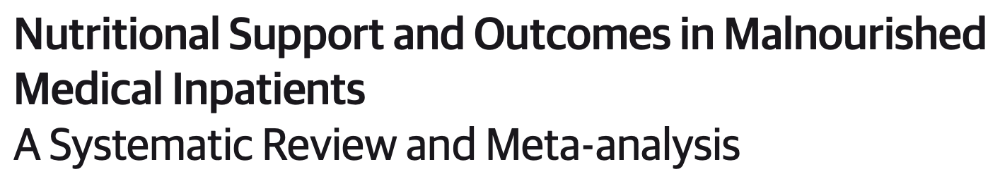 Nutritional Support and Outcomes in Malnourished
Medical Inpatients
A Systematic Review and Meta-analysis